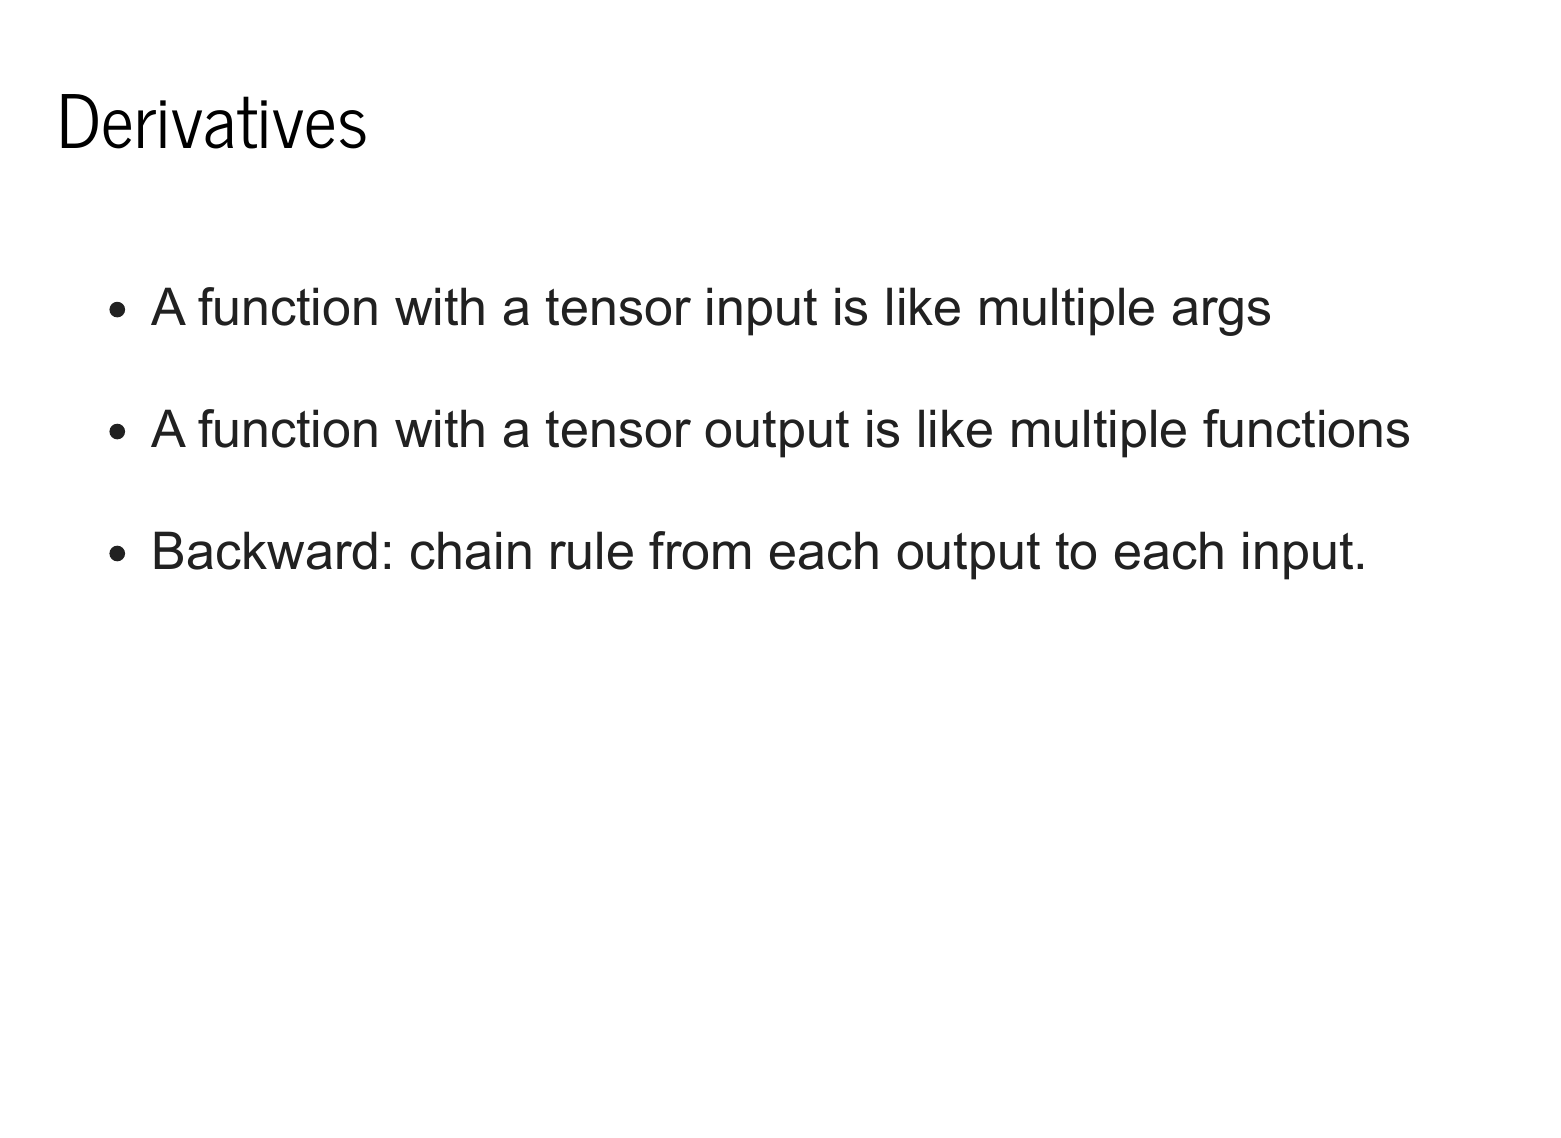 Derivatives
A function with a tensor input is like multiple args
A function with a tensor output is like multiple functions
Backward: chain rule from each output to each input.